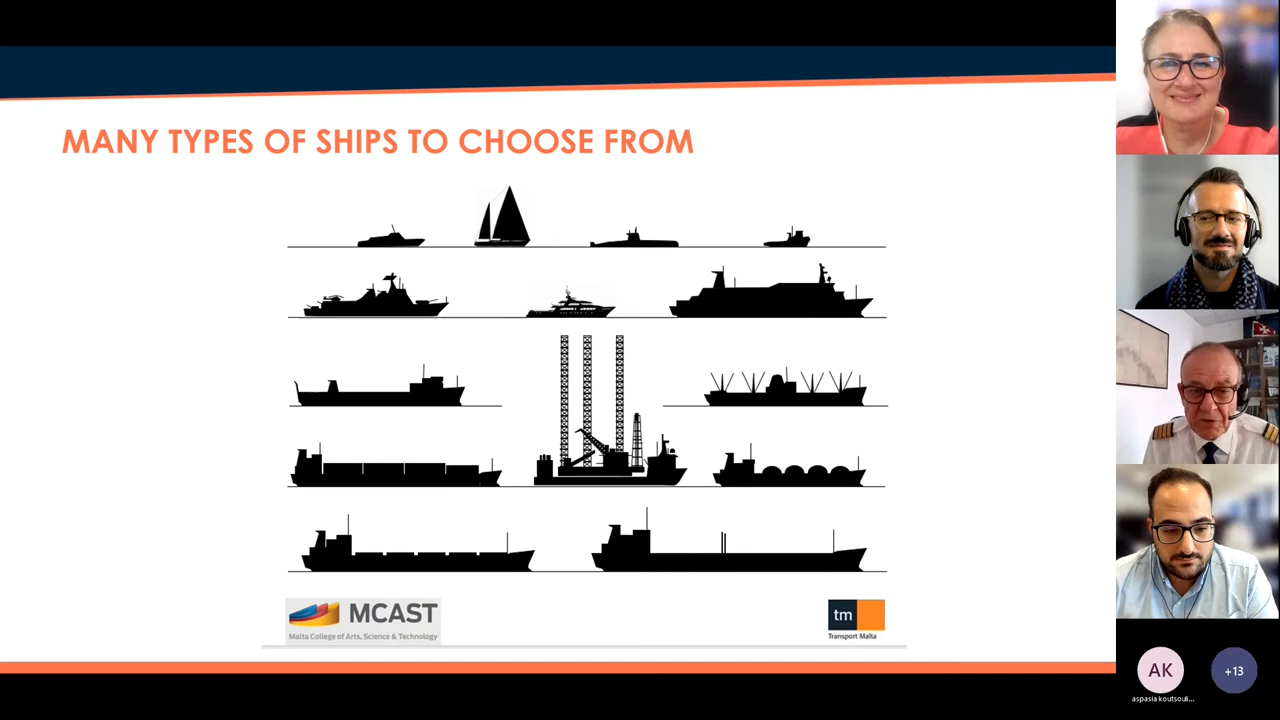 MANY TYPES OF SHIPS TO CHOOSE FROM
MCAST
Malta College of Arts, Science & Technology
tm
Transport Malta
AK
+13
aspasia koutsouli...